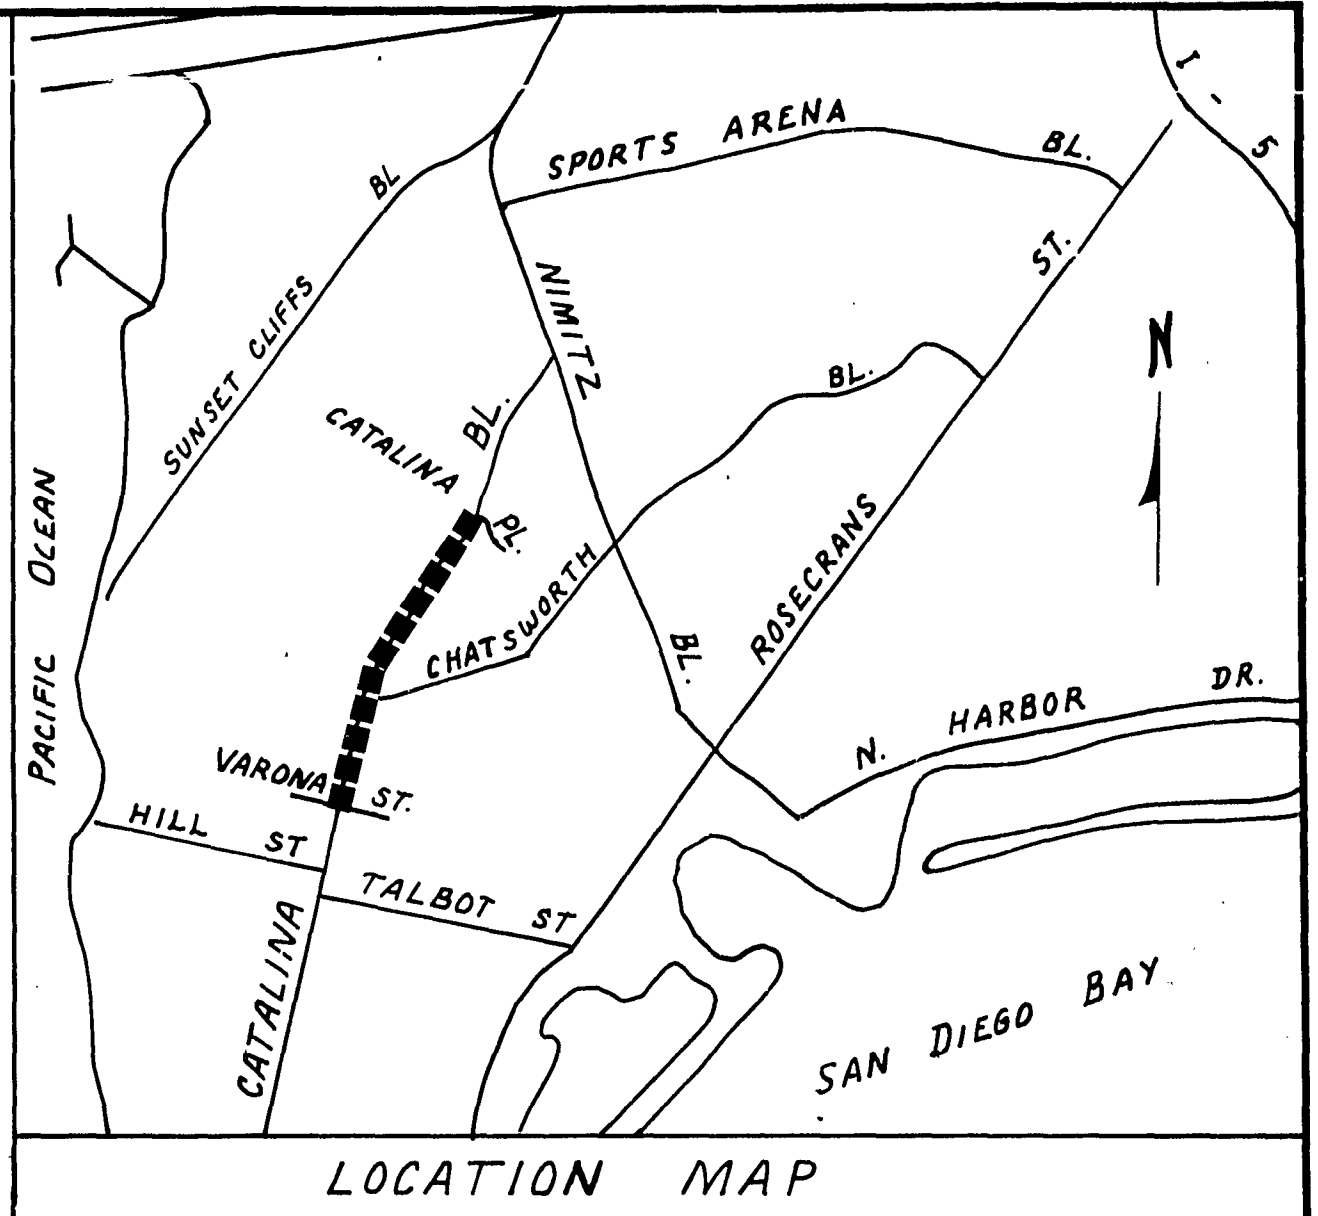 I-5
SPORTS ARENA BL.
SUNSET CLIFFS BL
NIMITZ BL.
ROSECRANS ST.
N
CATALINA BL.
CATALINA PL.
CHATSWORTH BL.
PACIFIC OCEAN
N. HARBOR DR.
VARONA ST.
HILL ST
TALBOT ST
CATALINA
SAN DIEGO BAY
LOCATION MAP